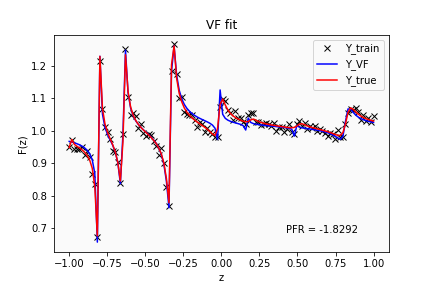 VF fit
Y_train
Y_VF
Y_true
F(z)
1.2
1.1
1.0
0.9
0.8
0.7
PFR = -1.8292
−1.00 −0.75 −0.50 −0.25 0.00 0.25 0.50 0.75 1.00
z